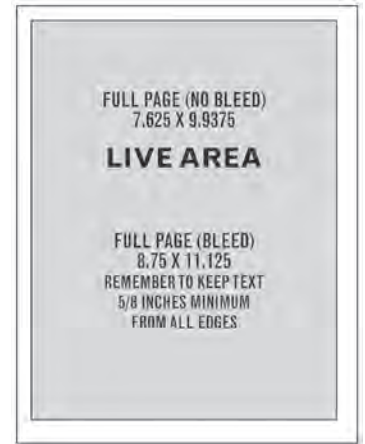 FULL PAGE (NO BLEED)
7.625 X 9.9375
LIVE AREA
FULL PAGE (BLEED)
8.75 X 11.125
REMEMBER TO KEEP TEXT
5/8 INCHES MINIMUM
FROM ALL EDGES